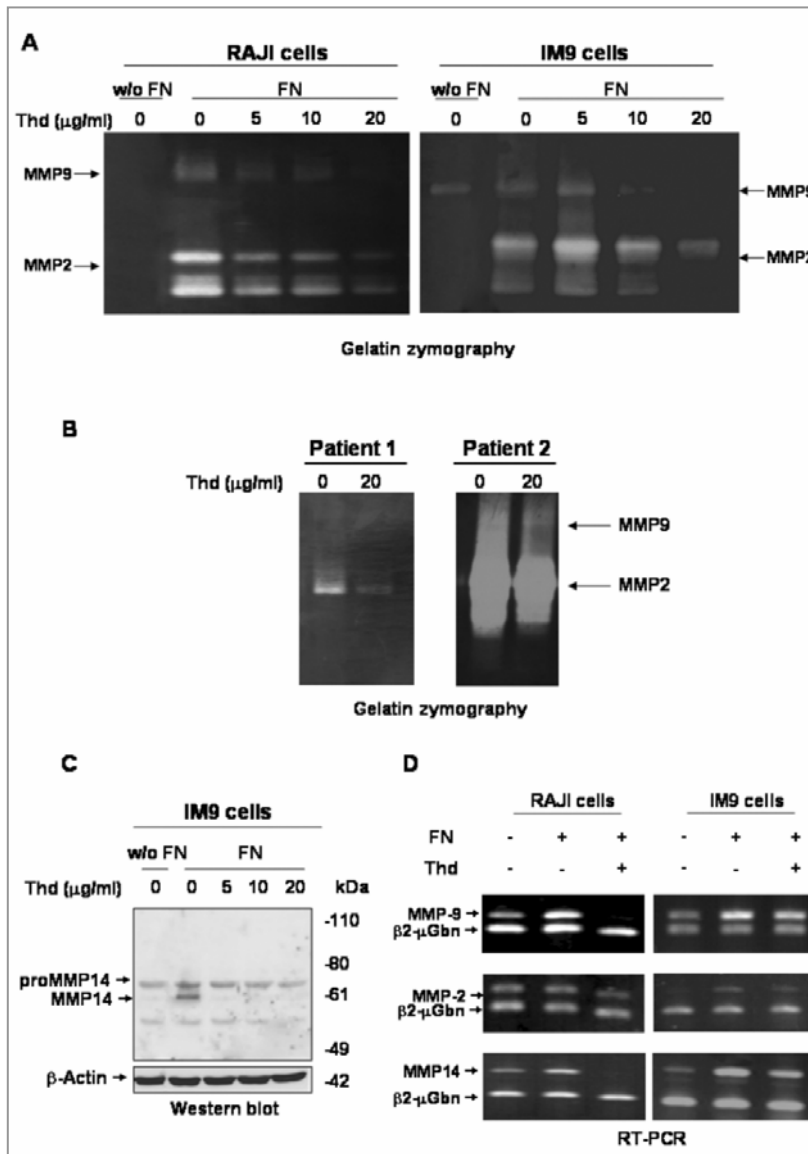 A
RAJI cells IM9 cells
w/o FN FN w/o FN FN
Thd (μg/ml) 0 0 5 10 20 0 0 5 10 20
MMP9 MMP9
MMP2 MMP2
Gelatin zymography
B
Patient 1 Patient 2
Thd (μg/ml) 0 20 0 20
MMP9
MMP2
Gelatin zymography
C D
IM9 cells
w/o FN FN
Thd (μg/ml) 0 0 5 10 20 kDa
-110
-80
proMMP14
MMP14 -61
-49
β-Actin -42
Western blot
RAJI cells IM9 cells
FN - + + - + +
Thd - - + - - +
MMP-9
β2-μGbn
MMP-2
β2-μGbn
MMP14
β2-μGbn
RT-PCR